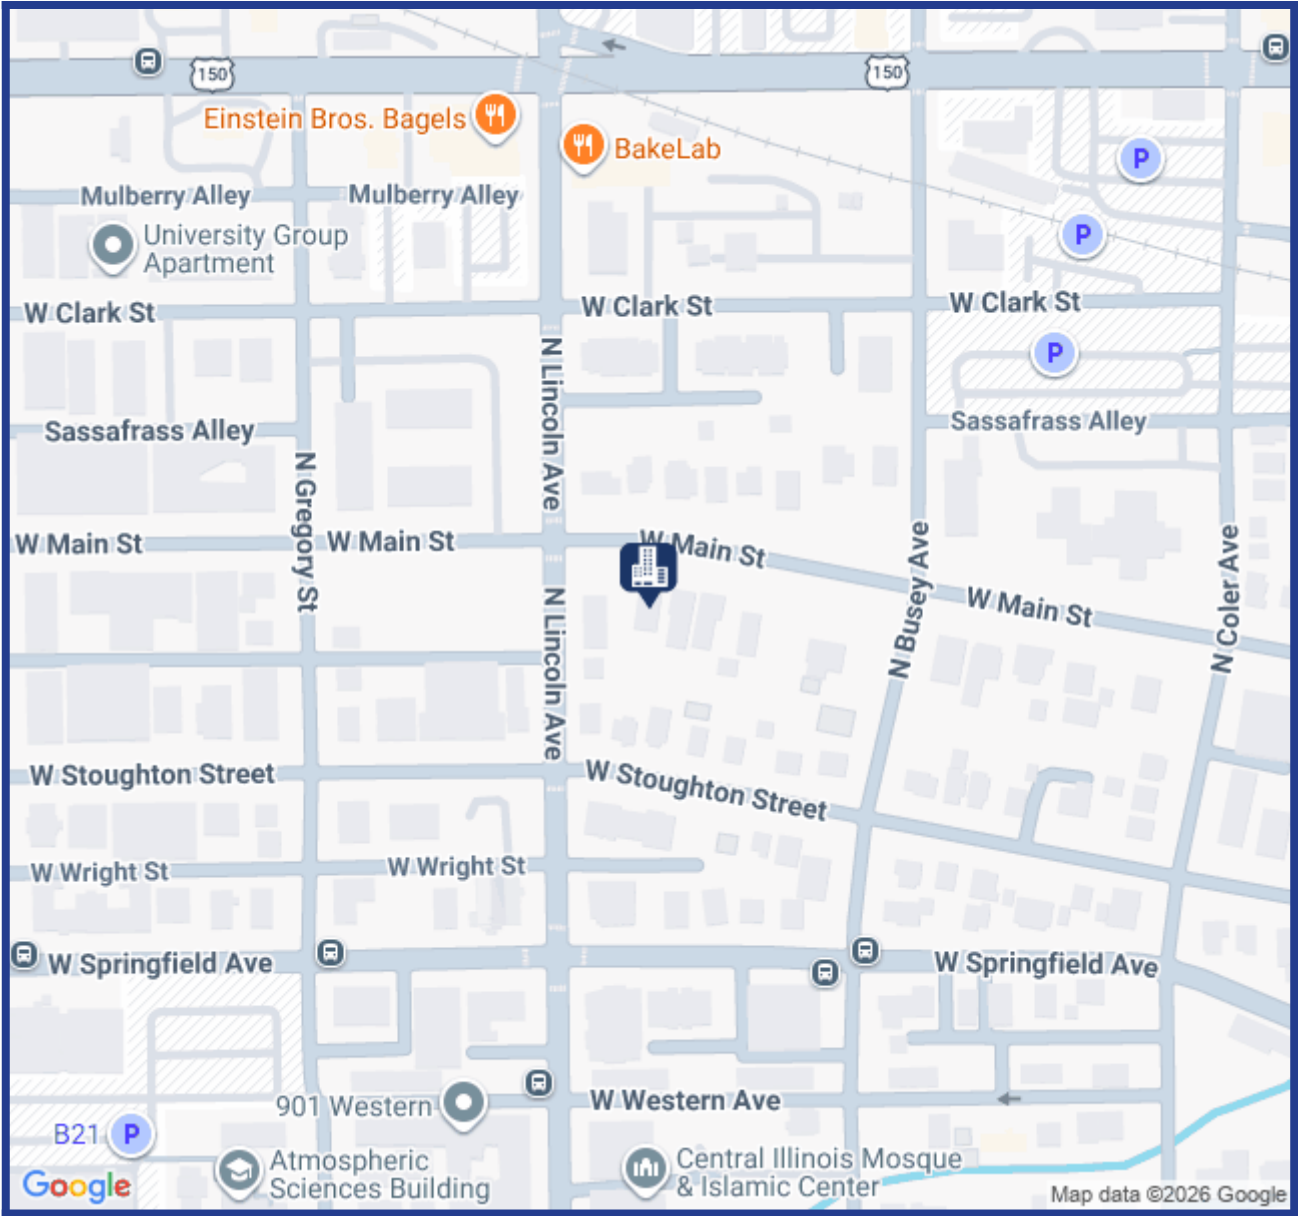 150
150
Einstein Bros. Bagels
BakeLab
P
Mulberry Alley
Mulberry Alley
P
University Group
Apartment
W Clark St
W Clark St
W Clark St
N Lincoln Ave
P
Sassafrass Alley
Sassafrass Alley
N Gregory St
W Main St
W Main St
W Main St
W Main St
N Busey Ave
N Coler Ave
N Lincoln Ave
W Stoughton Street
W Stoughton Street
W Wright St
W Wright St
W Springfield Ave
W Springfield Ave
901 Western
W Western Ave
B21
P
Atmospheric
Sciences Building
Central Illinois Mosque
& Islamic Center
Google
Map data ©2026 Google